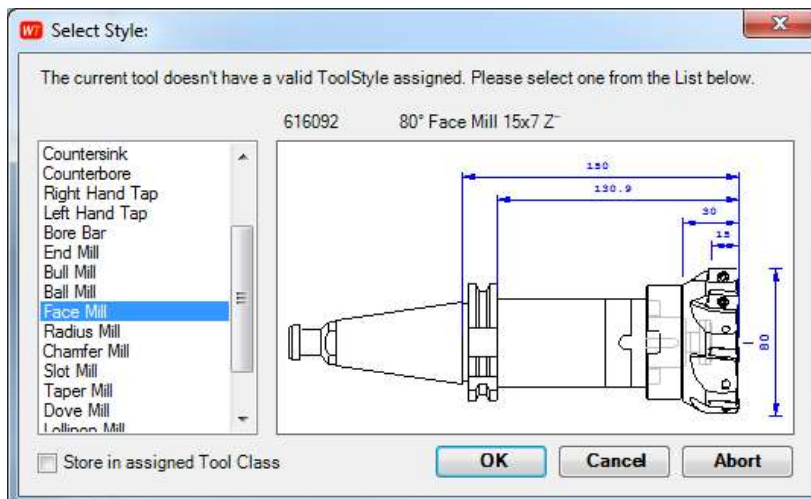 WT Select Style:
The current tool doesn't have a valid ToolStyle assigned. Please select one from the List below.
616092 80° Face Mill 15x7 Z¯
Countersink
Counterbore
Right Hand Tap
Left Hand Tap
Bore Bar
End Mill
Bull Mill
Ball Mill
Face Mill
Radius Mill
Chamfer Mill
Slot Mill
Taper Mill
Dove Mill
Lollipop Mill
150
130.9
30
15
80
Store in assigned Tool Class
OK Cancel Abort